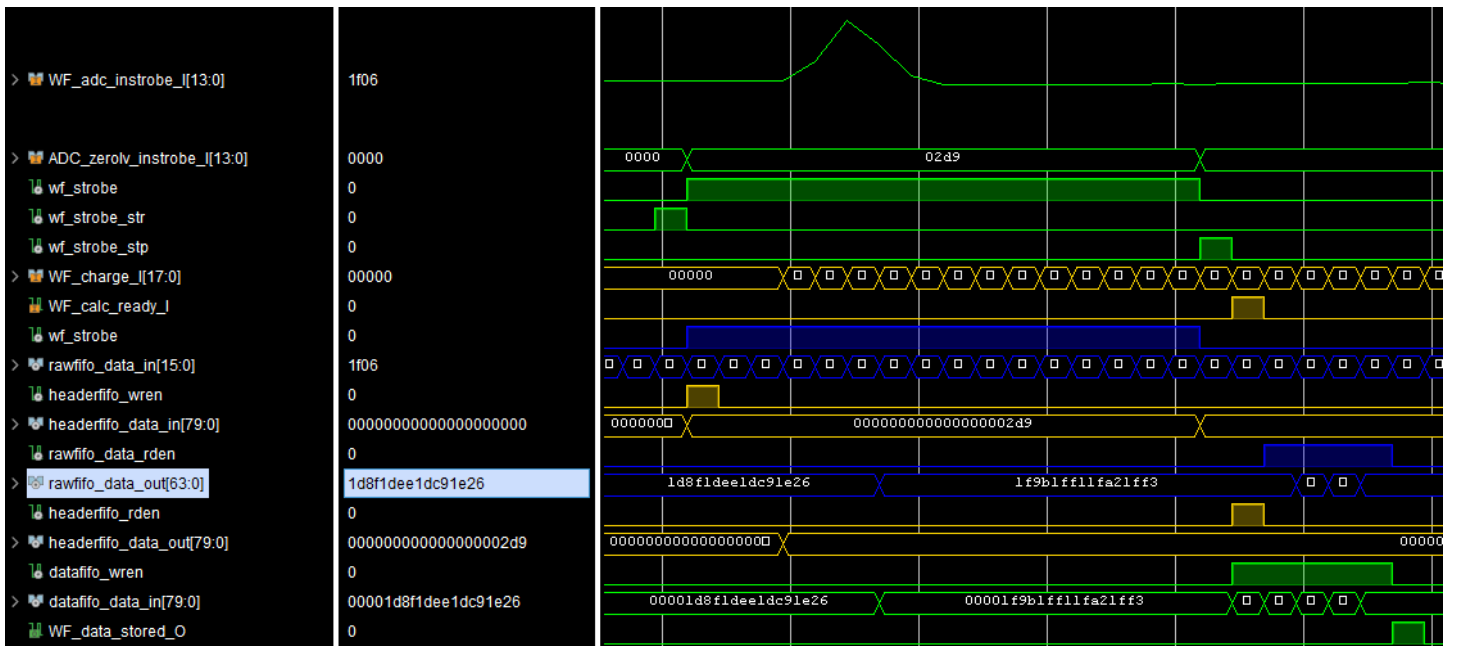 WF_adc_instrobe_I[13:0] 1f06
ADC_zerolv_instrobe_I[13:0] 0000 0000 02d9
wf_strobe 0
wf_strobe_str 0
wf_strobe_stp 0
WF_charge_I[17:0] 00000 00000
WF_calc_ready_I 0
wf_strobe 0
rawfifo_data_in[15:0] 1f06
headerfifo_wren 0
headerfifo_data_in[79:0] 00000000000000000000 000000 000000000000000002d9
rawfifo_data_rden 0
rawfifo_data_out[63:0] 1d8f1dee1dc91e26 1d8f1dee1dc91e26 1f9b1ff11fa21ff3
headerfifo_rden 0
headerfifo_data_out[79:0] 000000000000000002d9 0000000000000000000 00000
datafifo_wren 0
datafifo_data_in[79:0] 00001d8f1dee1dc91e26 00001d8f1dee1dc91e26 00001f9b1ff11fa21ff3
WF_data_stored_O 0